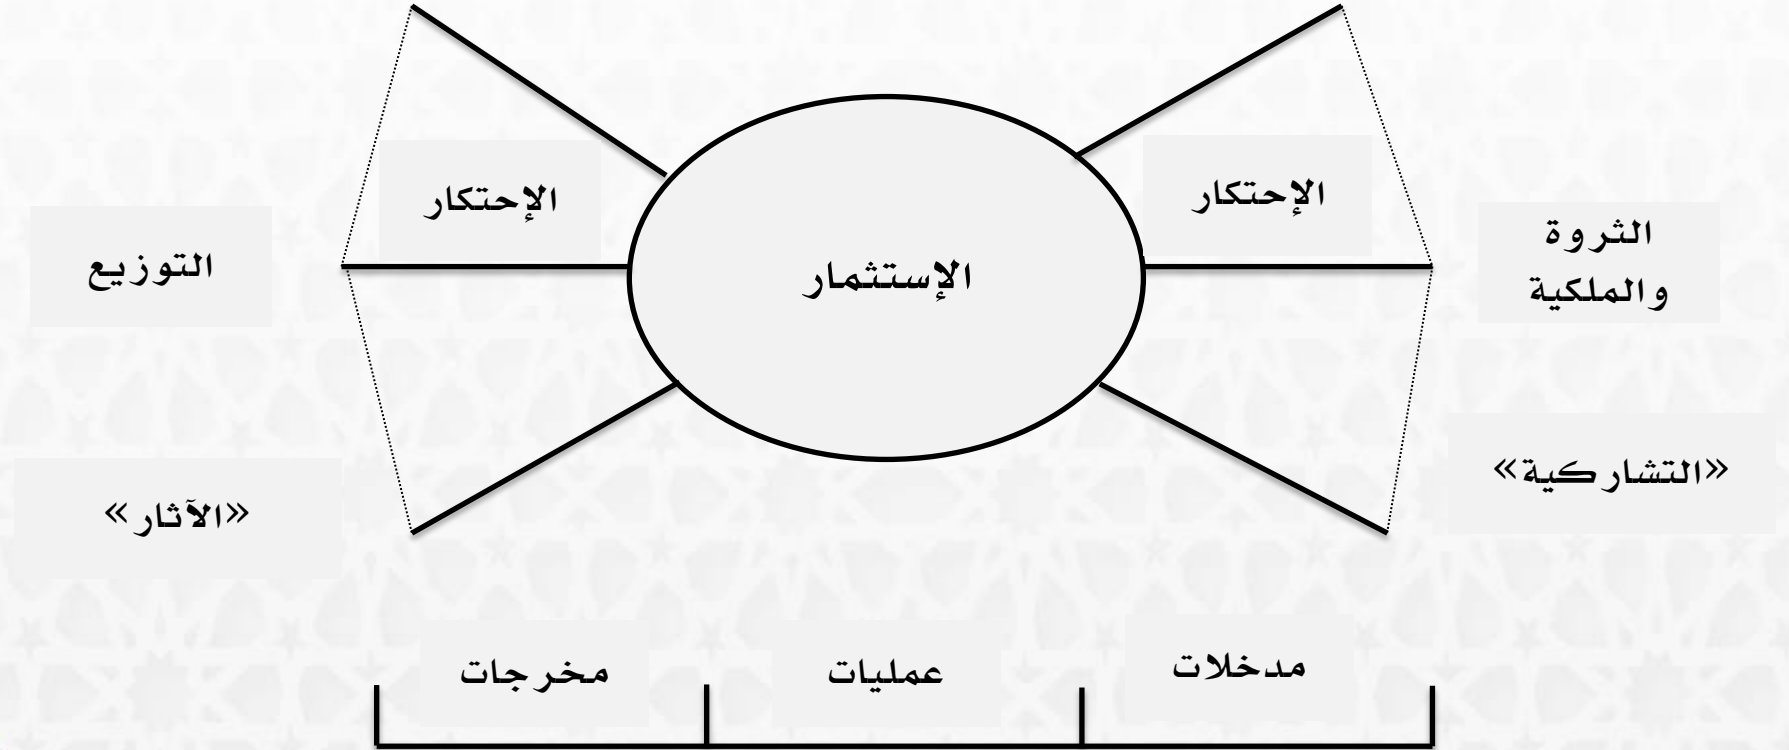 الإحتكار
الإحتكار
الثروة
والملكية
الإستثمار
التوزيع
«التشاركية»
«الآثار»
مدخلات
عمليات
مخرجات